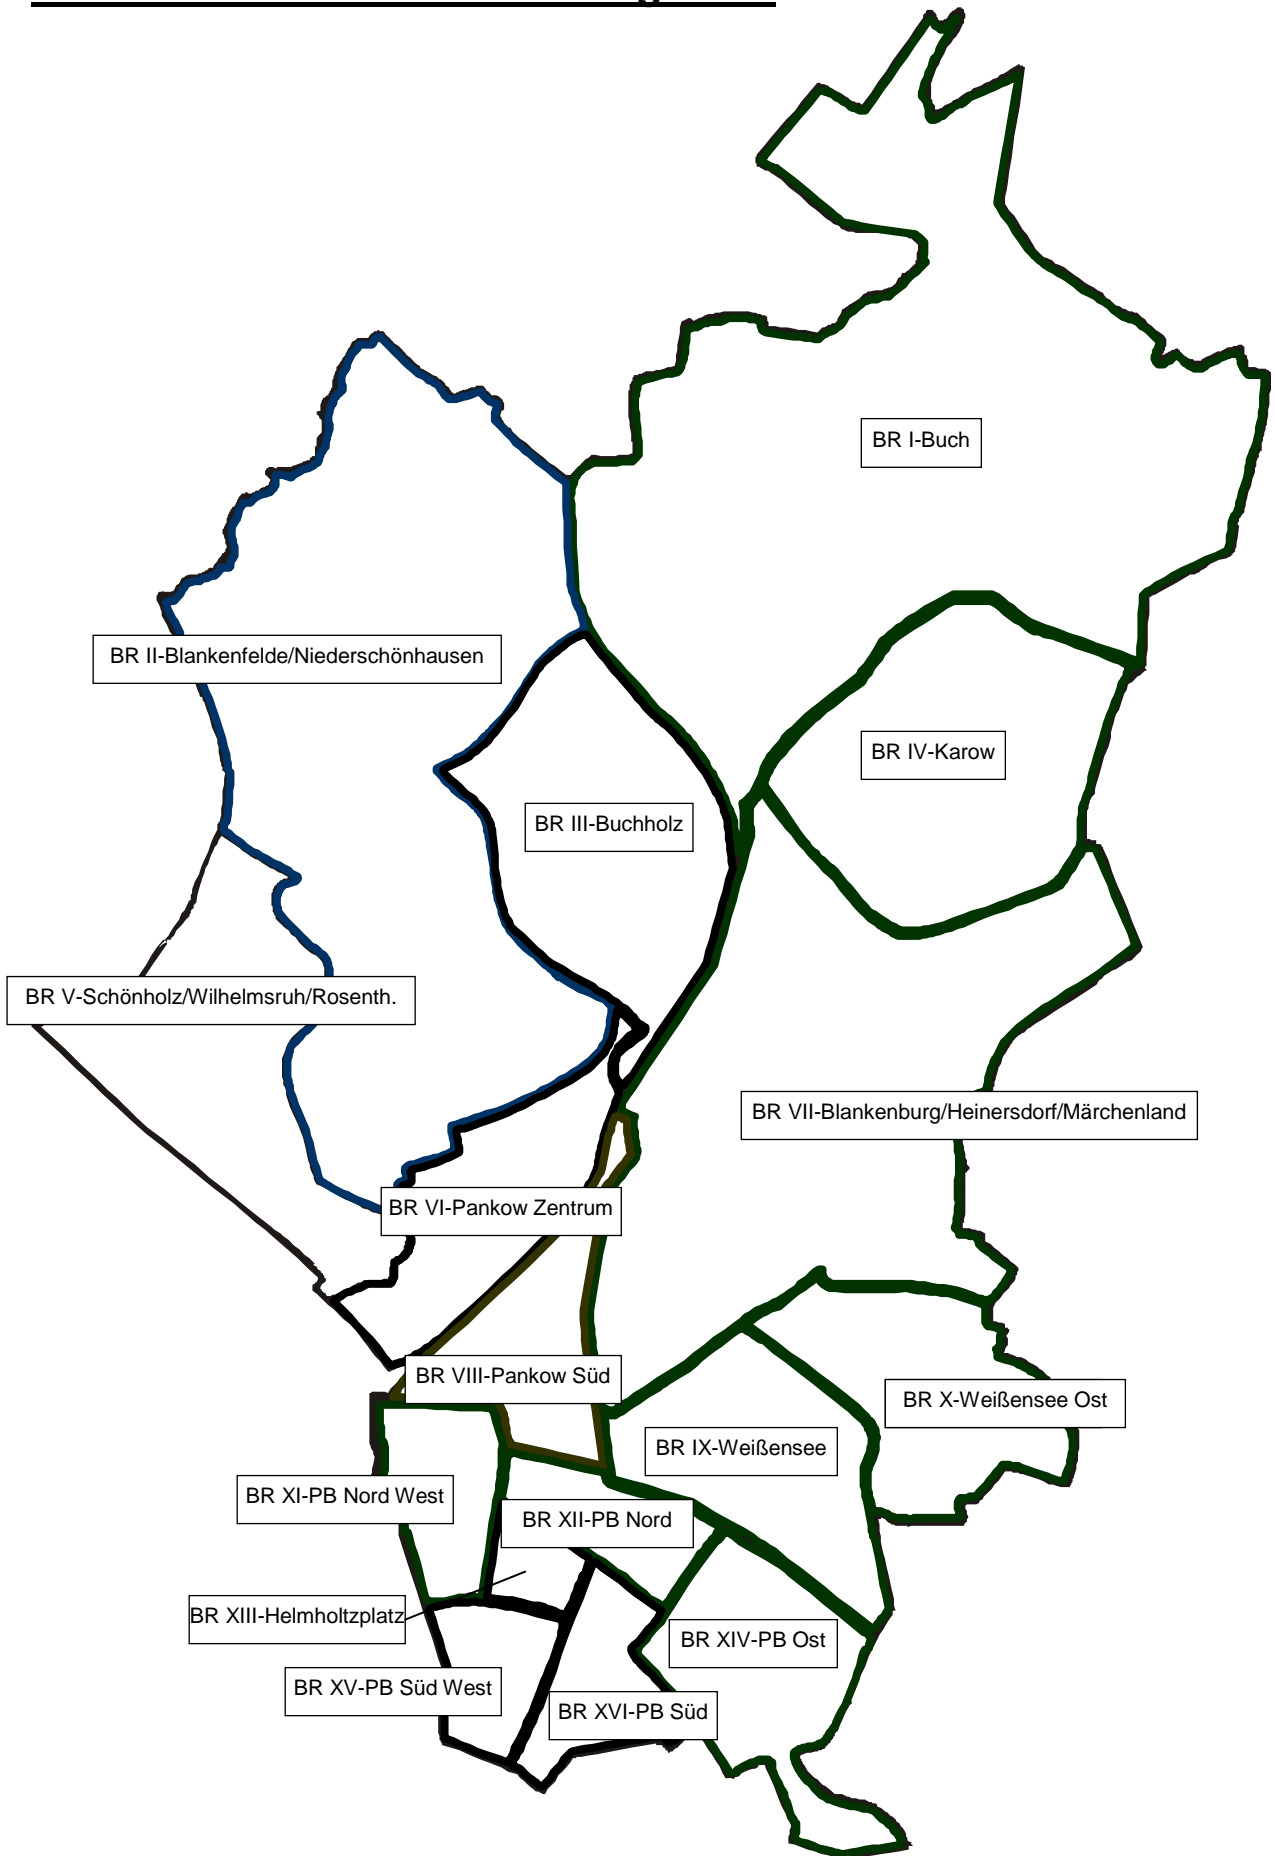 BR I-Buch
BR II-Blankenfelde/Niederschönhausen
BR IV-Karow
BR III-Buchholz
BR V-Schönholz/Wilhelmsruh/Rosenth.
BR VII-Blankenburg/Heinersdorf/Märchenland
BR VI-Pankow Zentrum
BR VIII-Pankow Süd
BR X-Weißensee Ost
BR IX-Weißensee
BR XI-PB Nord West
BR XII-PB Nord
BR XIII-Helmholtzplatz
BR XIV-PB Ost
BR XV-PB Süd West
BR XVI-PB Süd